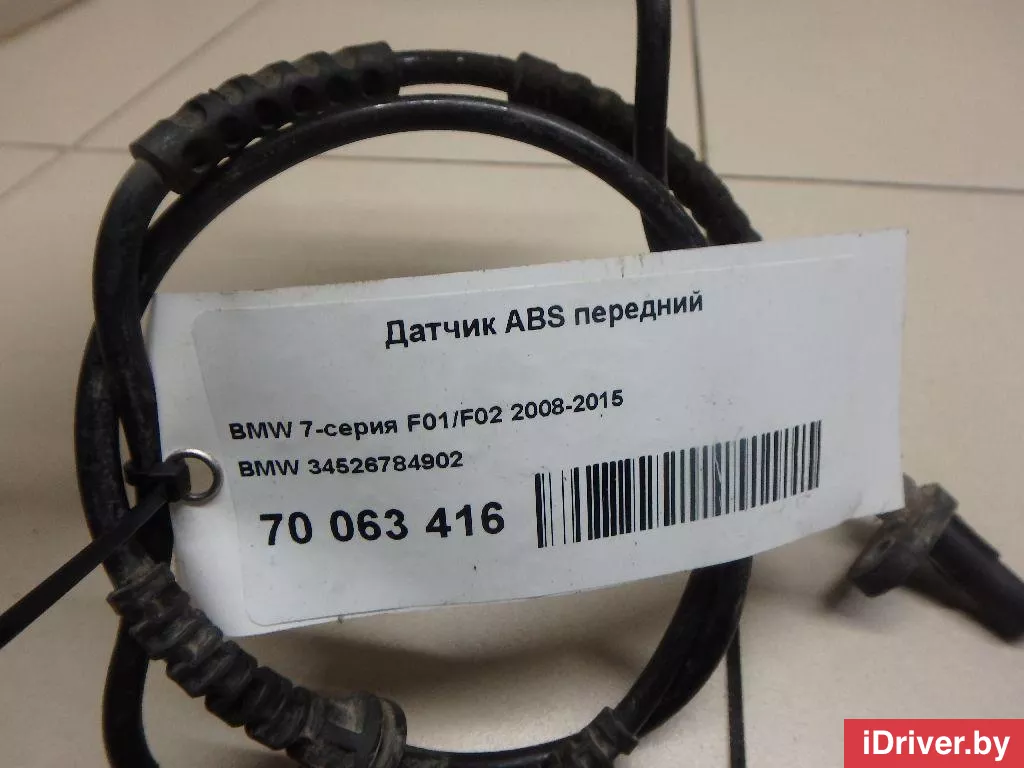 Датчик ABS передний
BMW 7-серия F01/F02 2008-2015
BMW 34526784902
70 063 416
iDriver.by